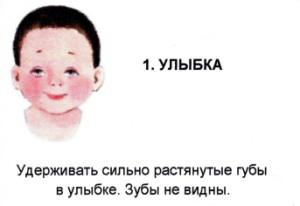 1. УЛЫБКА
Удерживать сильно растянутые губы
в улыбке. Зубы не видны.